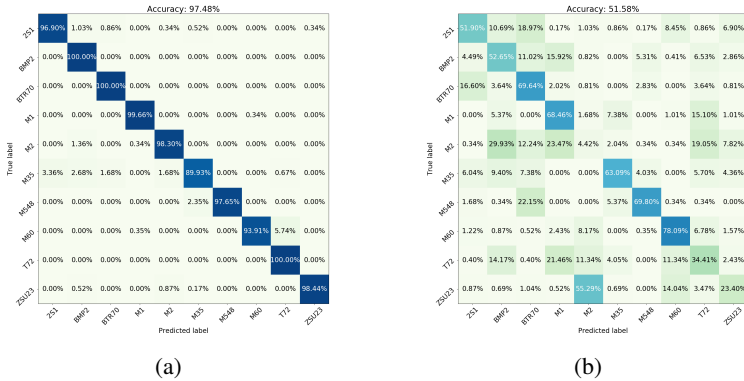 Accuracy: 97.48%
2S1 96.90% 1.03% 0.86% 0.00% 0.34% 0.52% 0.00% 0.00% 0.00% 0.34%
BMP2 0.00% 100.00% 0.00% 0.00% 0.00% 0.00% 0.00% 0.00% 0.00% 0.00%
BTR70 0.00% 0.00% 100.00% 0.00% 0.00% 0.00% 0.00% 0.00% 0.00% 0.00%
M1 0.00% 0.00% 0.00% 99.66% 0.00% 0.00% 0.00% 0.34% 0.00% 0.00%
M2 0.00% 1.36% 0.00% 0.34% 98.30% 0.00% 0.00% 0.00% 0.00% 0.00%
M35 3.36% 2.68% 1.68% 0.00% 1.68% 89.93% 0.00% 0.00% 0.67% 0.00%
M548 0.00% 0.00% 0.00% 0.00% 0.00% 2.35% 97.65% 0.00% 0.00% 0.00%
M60 0.00% 0.00% 0.00% 0.35% 0.00% 0.00% 0.00% 93.91% 5.74% 0.00%
T72 0.00% 0.00% 0.00% 0.00% 0.00% 0.00% 0.00% 0.00% 100.00% 0.00%
ZSU23 0.00% 0.52% 0.00% 0.00% 0.87% 0.17% 0.00% 0.00% 0.00% 98.44%
True label
2S1 BMP2 BTR70 M1 M2 M35 M548 M60 T72 ZSU23
Predicted label
(a)
Accuracy: 51.58%
2S1 51.90% 10.69% 18.97% 0.17% 1.03% 0.86% 0.17% 8.45% 0.86% 6.90%
BMP2 4.49% 52.65% 11.02% 15.92% 0.82% 0.00% 5.31% 0.41% 6.53% 2.86%
BTR70 16.60% 3.64% 69.64% 2.02% 0.81% 0.00% 2.83% 0.00% 3.64% 0.81%
M1 0.00% 5.37% 0.00% 68.46% 1.68% 7.38% 0.00% 1.01% 15.10% 1.01%
M2 0.34% 29.93% 12.24% 23.47% 4.42% 2.04% 0.34% 0.34% 19.05% 7.82%
M35 6.04% 9.40% 7.38% 0.00% 0.00% 63.09% 4.03% 0.00% 5.70% 4.36%
M548 1.68% 0.34% 22.15% 0.00% 0.00% 5.37% 69.80% 0.34% 0.34% 0.00%
M60 1.22% 0.87% 0.52% 2.43% 8.17% 0.00% 0.35% 78.09% 6.78% 1.57%
T72 0.40% 14.17% 0.40% 21.46% 11.34% 4.05% 0.00% 11.34% 34.41% 2.43%
ZSU23 0.87% 0.69% 1.04% 0.52% 55.29% 0.69% 0.00% 14.04% 3.47% 23.40%
True label
2S1 BMP2 BTR70 M1 M2 M35 M548 M60 T72 ZSU23
Predicted label
(b)